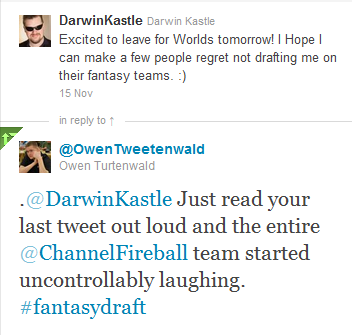 DarwinKastle Darwin Kastle
Excited to leave for Worlds tomorrow! I Hope I
can make a few people regret not drafting me on
their fantasy teams. :)
15 Nov
in reply to ↑
@OwenTweetenwald
Owen Turtenwald
.@DarwinKastle Just read your
last tweet out loud and the entire
@ChannelFireball team started
uncontrollably laughing.
#fantasydraft